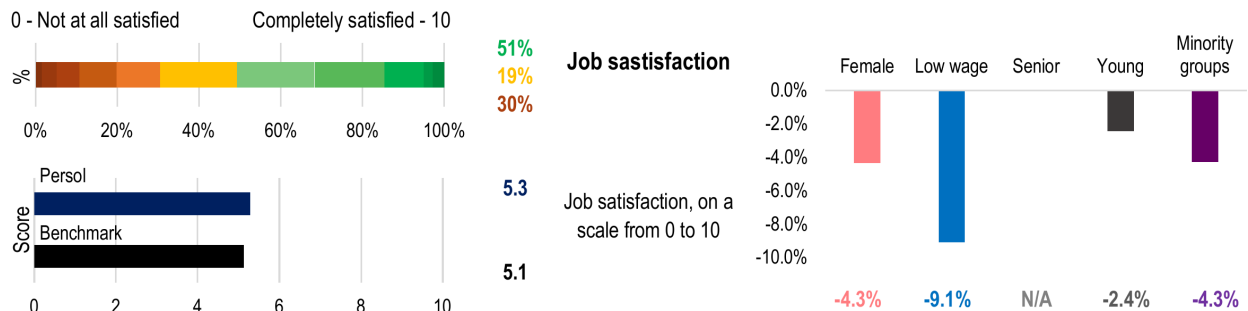 0 - Not at all satisfied Completely satisfied - 10
%
0% 20% 40% 60% 80% 100%
51%
19%
30%
Job sastisfaction
Score
Persol
Benchmark
0 2 4 6 8 10
5.3
5.1
Job satisfaction, on a
scale from 0 to 10
Female Low wage Senior Young Minority
groups
0.0%
-2.0%
-4.0%
-6.0%
-8.0%
-10.0%
-4.3% -9.1% N/A -2.4% -4.3%